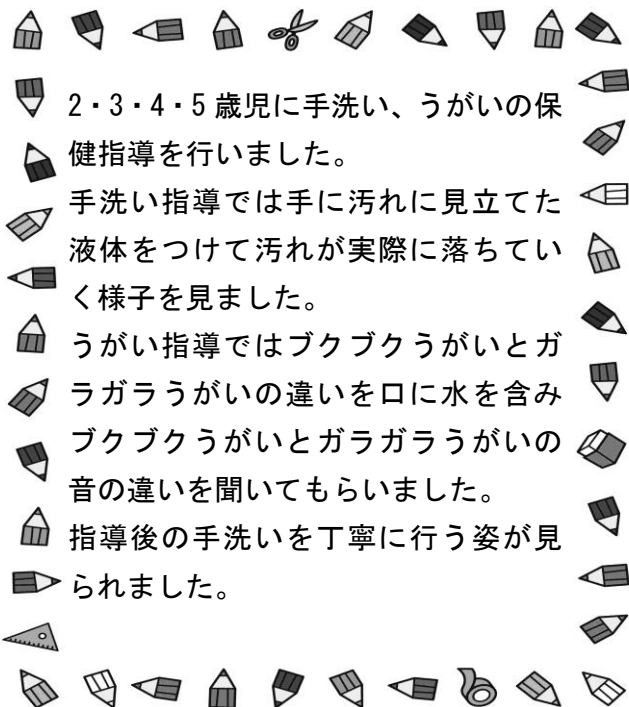 2・3・4・5 歳児に手洗い、うがいの保
健指導を行いました。
手洗い指導では手に汚れに見立てた
液体をつけて汚れが実際に落ちてい
く様子を見ました。
うがい指導ではブクブクうがいとガ
ラガラうがいの違いを口に水を含み
ブクブクうがいとガラガラうがいの
音の違いを聞いてもらいました。
指導後の手洗いを丁寧に行う姿が見
られました。